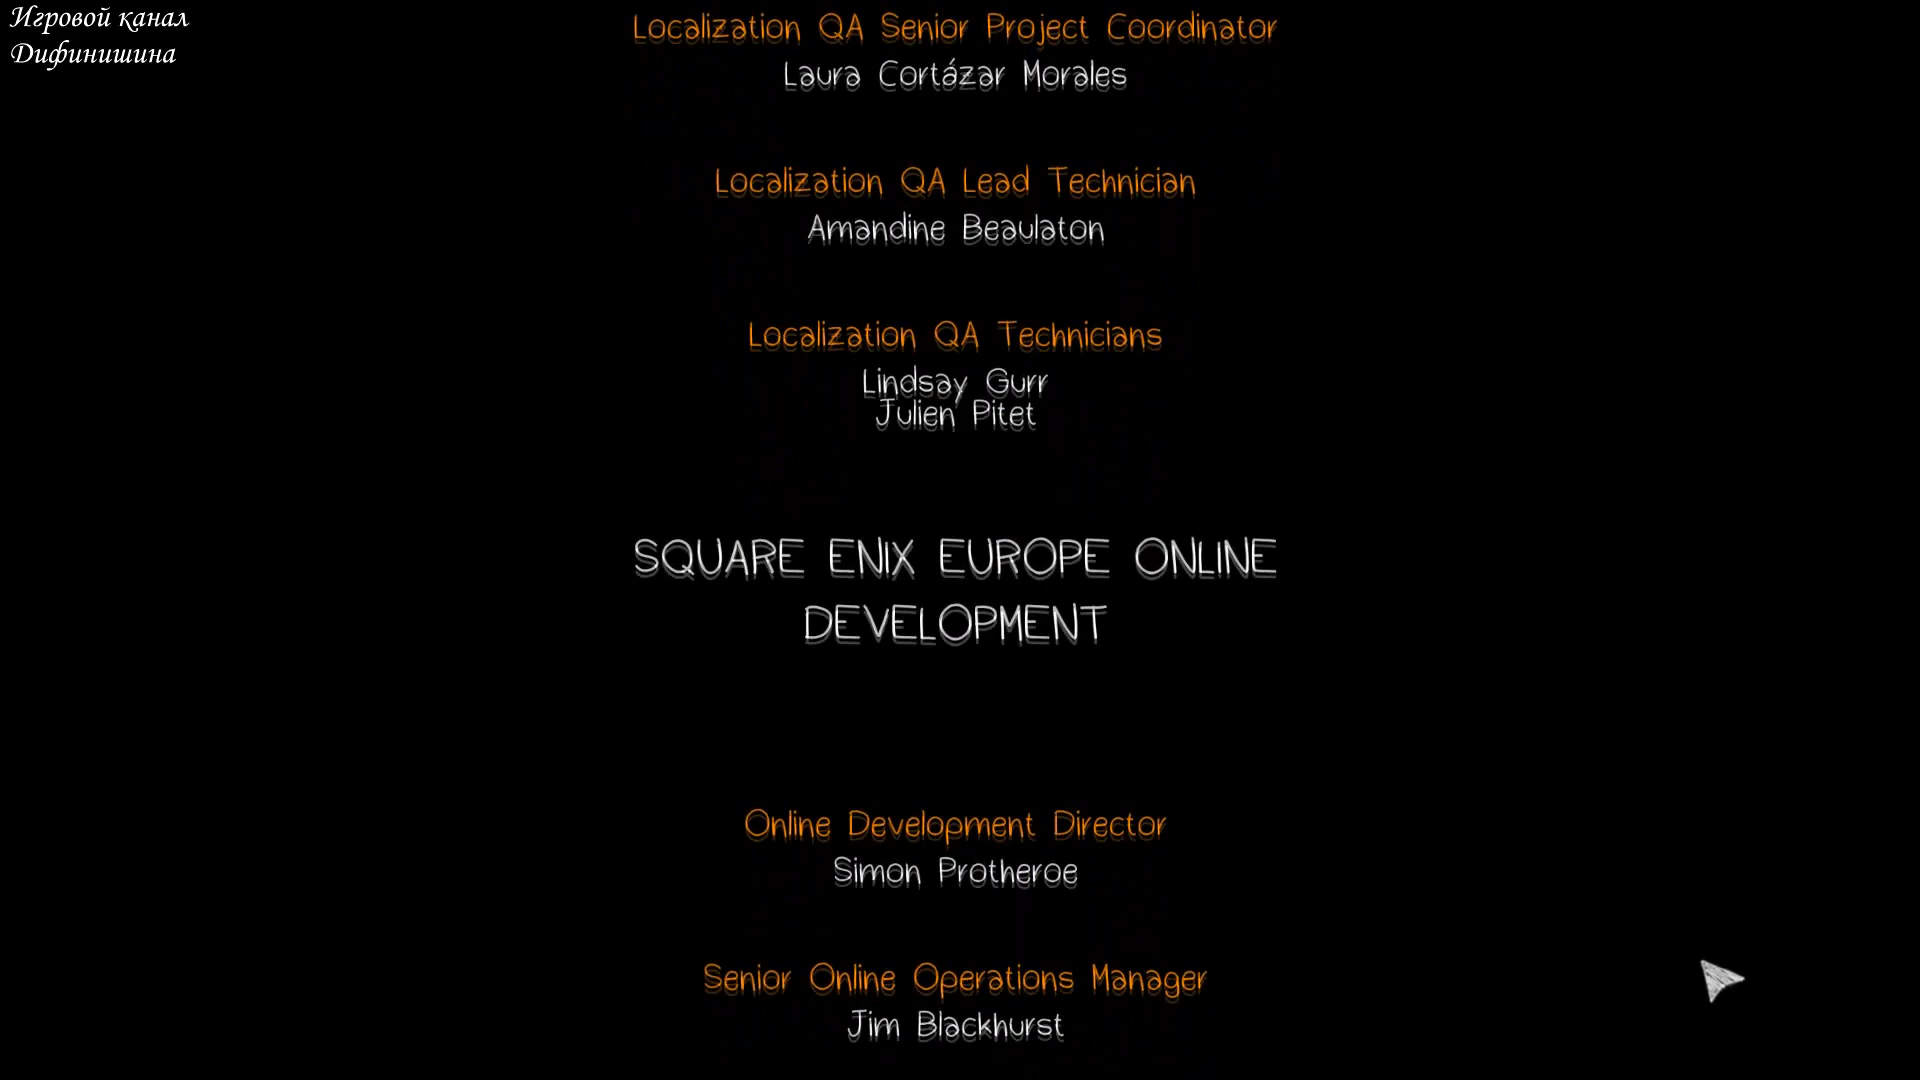 Игровой канал
Дифинишина
Localization QA Senior Project Coordinator
Laura Cortázar Morales
Localization QA Lead Technician
Amandine Beaulaton
Localization QA Technicians
Lindsay Gurr
Julien Pitet
SQUARE ENIX EUROPE ONLINE
DEVELOPMENT
Online Development Director
Simon Protheroe
Senior Online Operations Manager
Jim Blackhurst